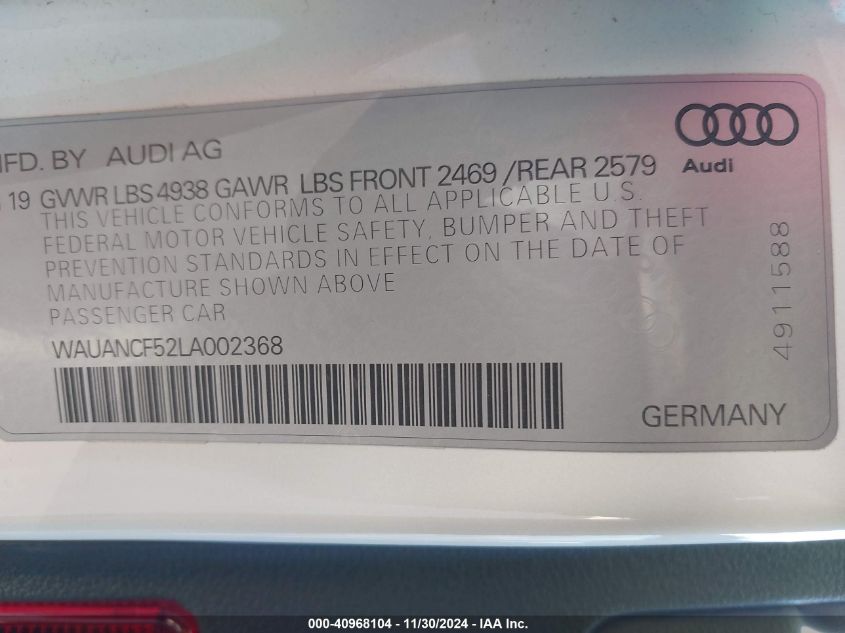 MFD. BY AUDI AG
Audi
19 GVWR LBS 4938 GAWR LBS FRONT 2469 /REAR 2579
THIS VEHICLE CONFORMS TO ALL APPLICABLE U.S.
FEDERAL MOTOR VEHICLE SAFETY, BUMPER AND THEFT
PREVENTION STANDARDS IN EFFECT ON THE DATE OF
MANUFACTURE SHOWN ABOVE
PASSENGER CAR
WAUANCF52LA002368
4911588
GERMANY
000-40968104 - 11/30/2024 - IAA Inc.